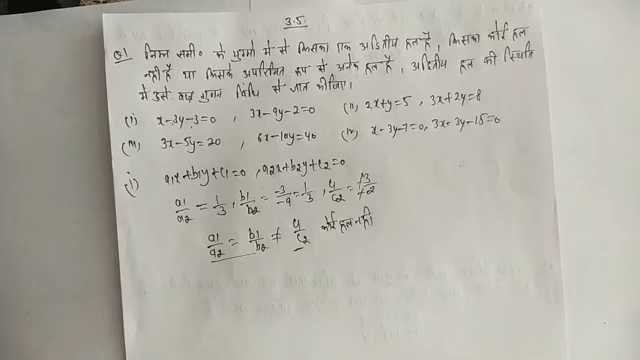 3.5.
Q1 निम्न समी० के युग्मों में से किसका एक अद्वितीय हल है, किसका कोई हल
नहीं है या किसके अपरिमित रूप से अनेक हल हैं, अद्वितीय हल की स्थिति
में उसे वज्र गुणन विधि से ज्ञात कीजिए।
(i) x-3y-3=0, 3x-9y-2=0 (ii) 2x+y=5, 3x+2y=8
(iii) 3x-5y=20, 6x-10y=40 (iv) x-3y-7=0, 3x-3y-15=0
(i) a1x+b1y+c1=0, a2x+b2y+c2=0
a1/a2 = 1/3, b1/b2 = -3/-9 = 1/3, c1/c2 = -3/-2
a1/a2 = b1/b2 ≠ c1/c2 कोई हल नहीं